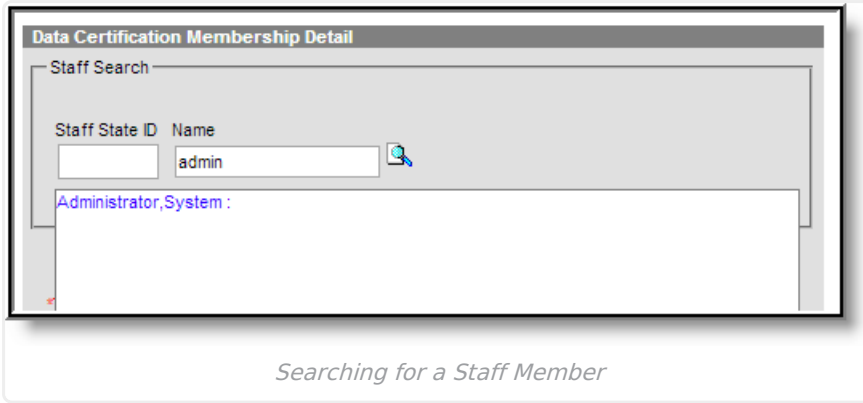 Data Certification Membership Detail
Staff Search
Staff State ID Name
admin
Administrator,System :
*
Searching for a Staff Member